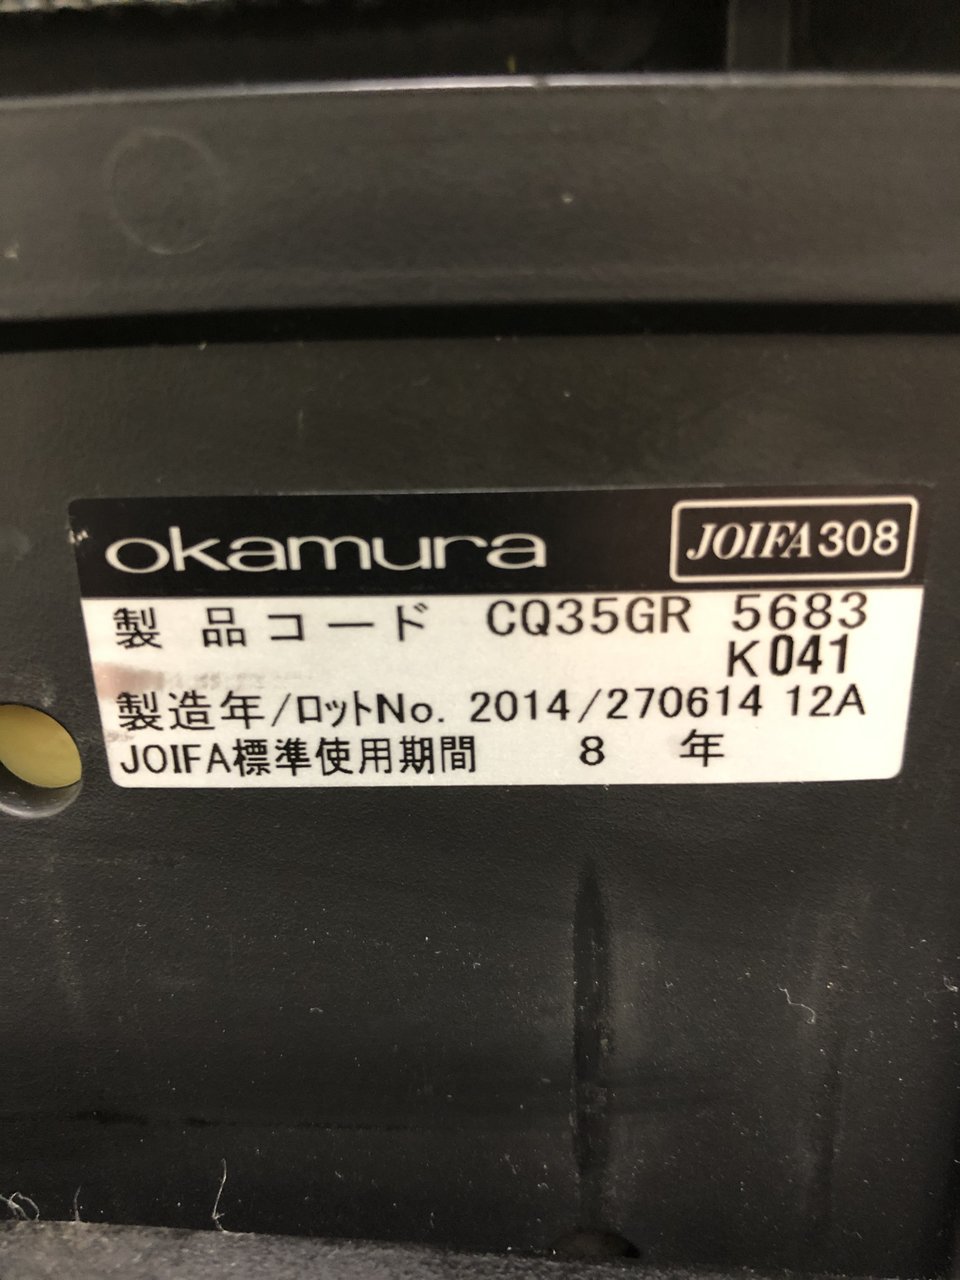 okamura JOIFA308
製品コード CQ35GR 5683
K041
製造年/ロットNo. 2014/270614 12A
JOIFA標準使用期間 8 年